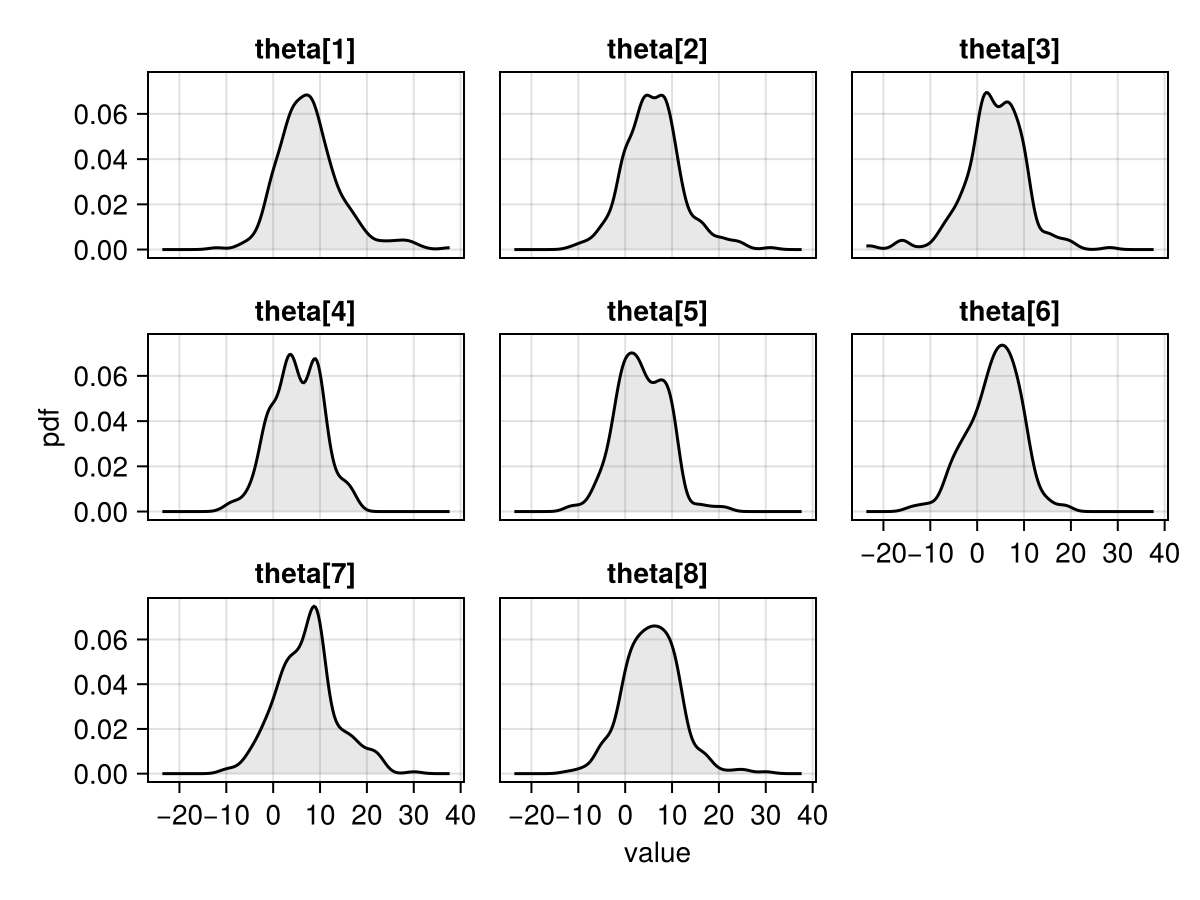 theta[1] theta[2] theta[3]
0.06
0.04
0.02
0.00
theta[4] theta[5] theta[6]
0.06
0.04
0.02
0.00
pdf
−20 −10 0 10 20 30 40
theta[7] theta[8]
0.06
0.04
0.02
0.00
−20 −10 0 10 20 30 40 −20 −10 0 10 20 30 40
value